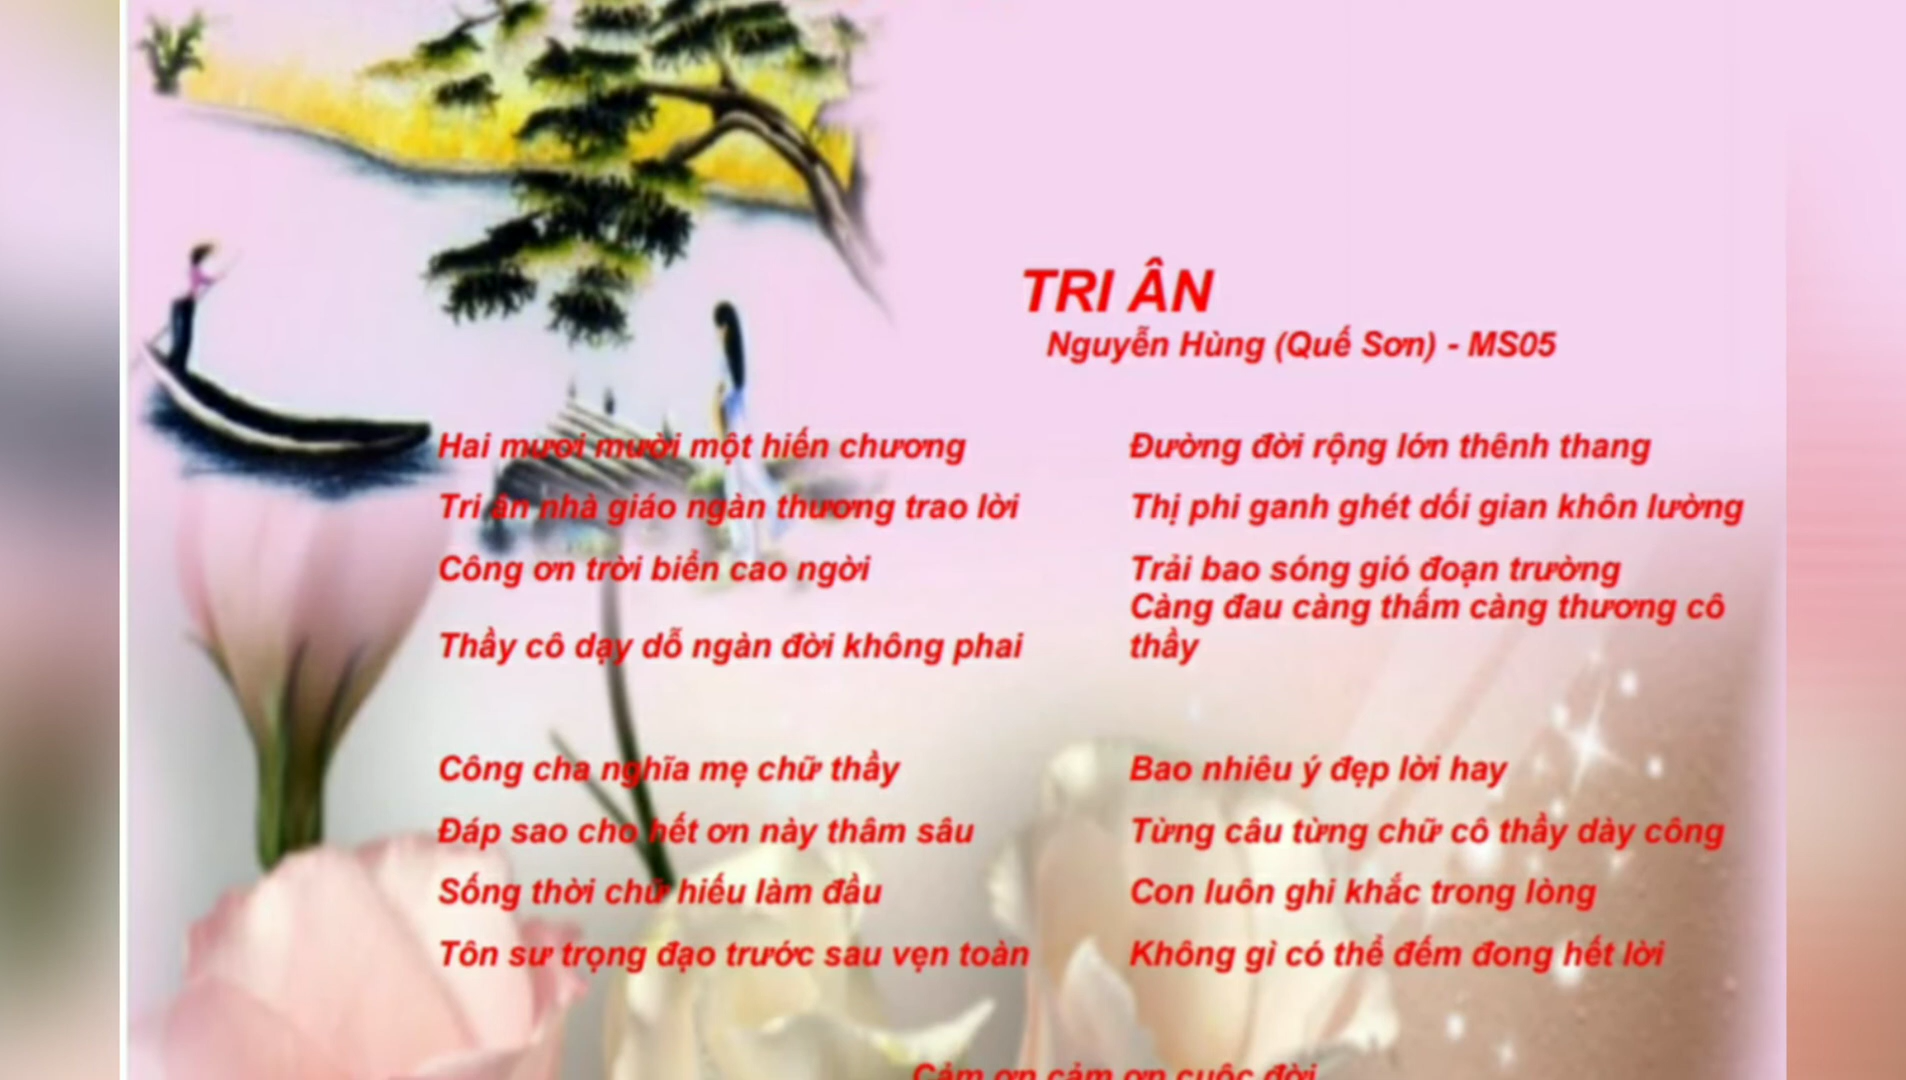 TRI ÂN
Nguyễn Hùng (Quế Sơn) - MS05
Hai mươi mười một hiến chương
Tri ân nhà giáo ngàn thương trao lời
Công ơn trời biển cao ngời
Thầy cô dạy dỗ ngàn đời không phai
Công cha nghĩa mẹ chữ thầy
Đáp sao cho hết ơn này thâm sâu
Sống thời chữ hiếu làm đầu
Tôn sư trọng đạo trước sau vẹn toàn
Đường đời rộng lớn thênh thang
Thị phi ganh ghét dối gian khôn lường
Trải bao sóng gió đoạn trường
Càng đau càng thấm càng thương cô
thầy
Bao nhiêu ý đẹp lời hay
Từng câu từng chữ cô thầy dày công
Con luôn ghi khắc trong lòng
Không gì có thể đếm đong hết lời
Cảm ơn cảm ơn cuộc đời